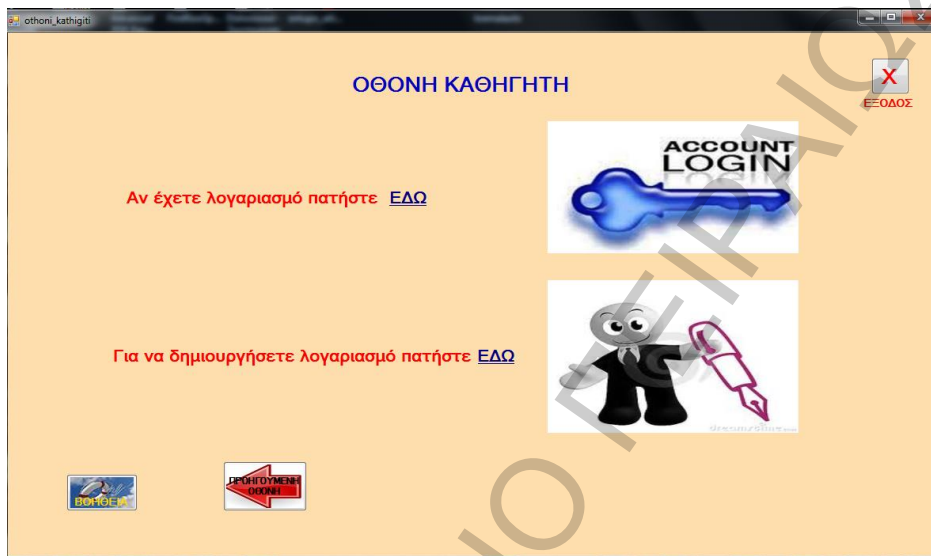 othoni_kathigiti
ΟΘΟΝΗ ΚΑΘΗΓΗΤΗ
X
ΕΞΟΔΟΣ
ACCOUNT
LOGIN
Αν έχετε λογαριασμό πατήστε ΕΔΩ
Για να δημιουργήσετε λογαριασμό πατήστε ΕΔΩ
dreamstime
ΒΟΗΘΕΙΑ
ΠΡΟΗΓΟΥΜΕΝΗ
ΟΘΟΝΗ